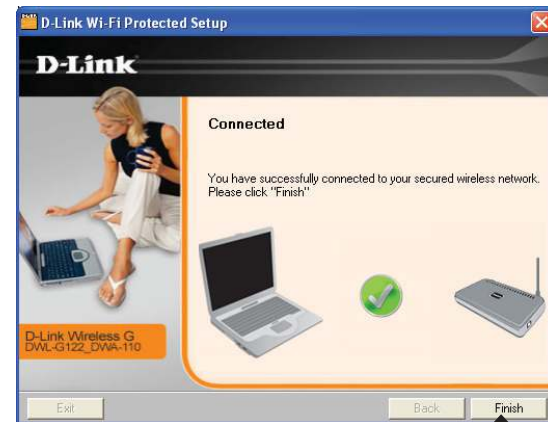 D-Link Wi-Fi Protected Setup
D-Link
Connected
You have successfully connected to your secured wireless network.
Please click "Finish"
D-Link Wireless G
DWL-G122_DWA-110
Exit
Back
Finish